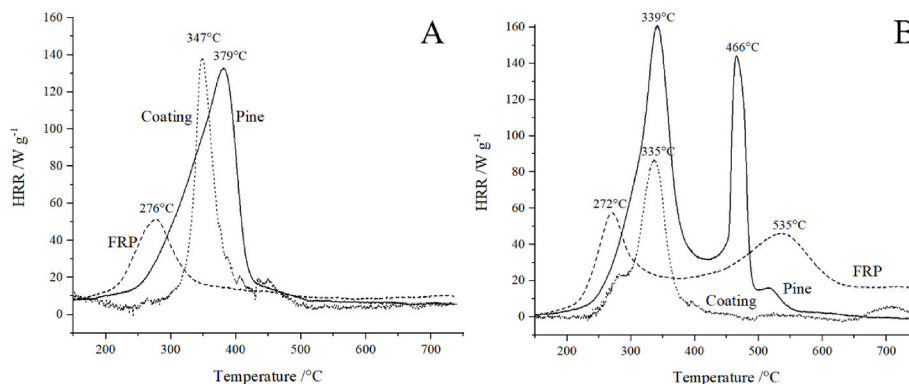 A
160
140
120
100
80
60
40
20
0
HRR /W g-1
347°C
379°C
Coating
Pine
276°C
FRP
200
300
400
500
600
700
Temperature /°C
B
160
140
120
100
80
60
40
20
0
HRR /W g-1
339°C
466°C
335°C
272°C
535°C
FRP
Pine
Coating
200
300
400
500
600
700
Temperature /°C